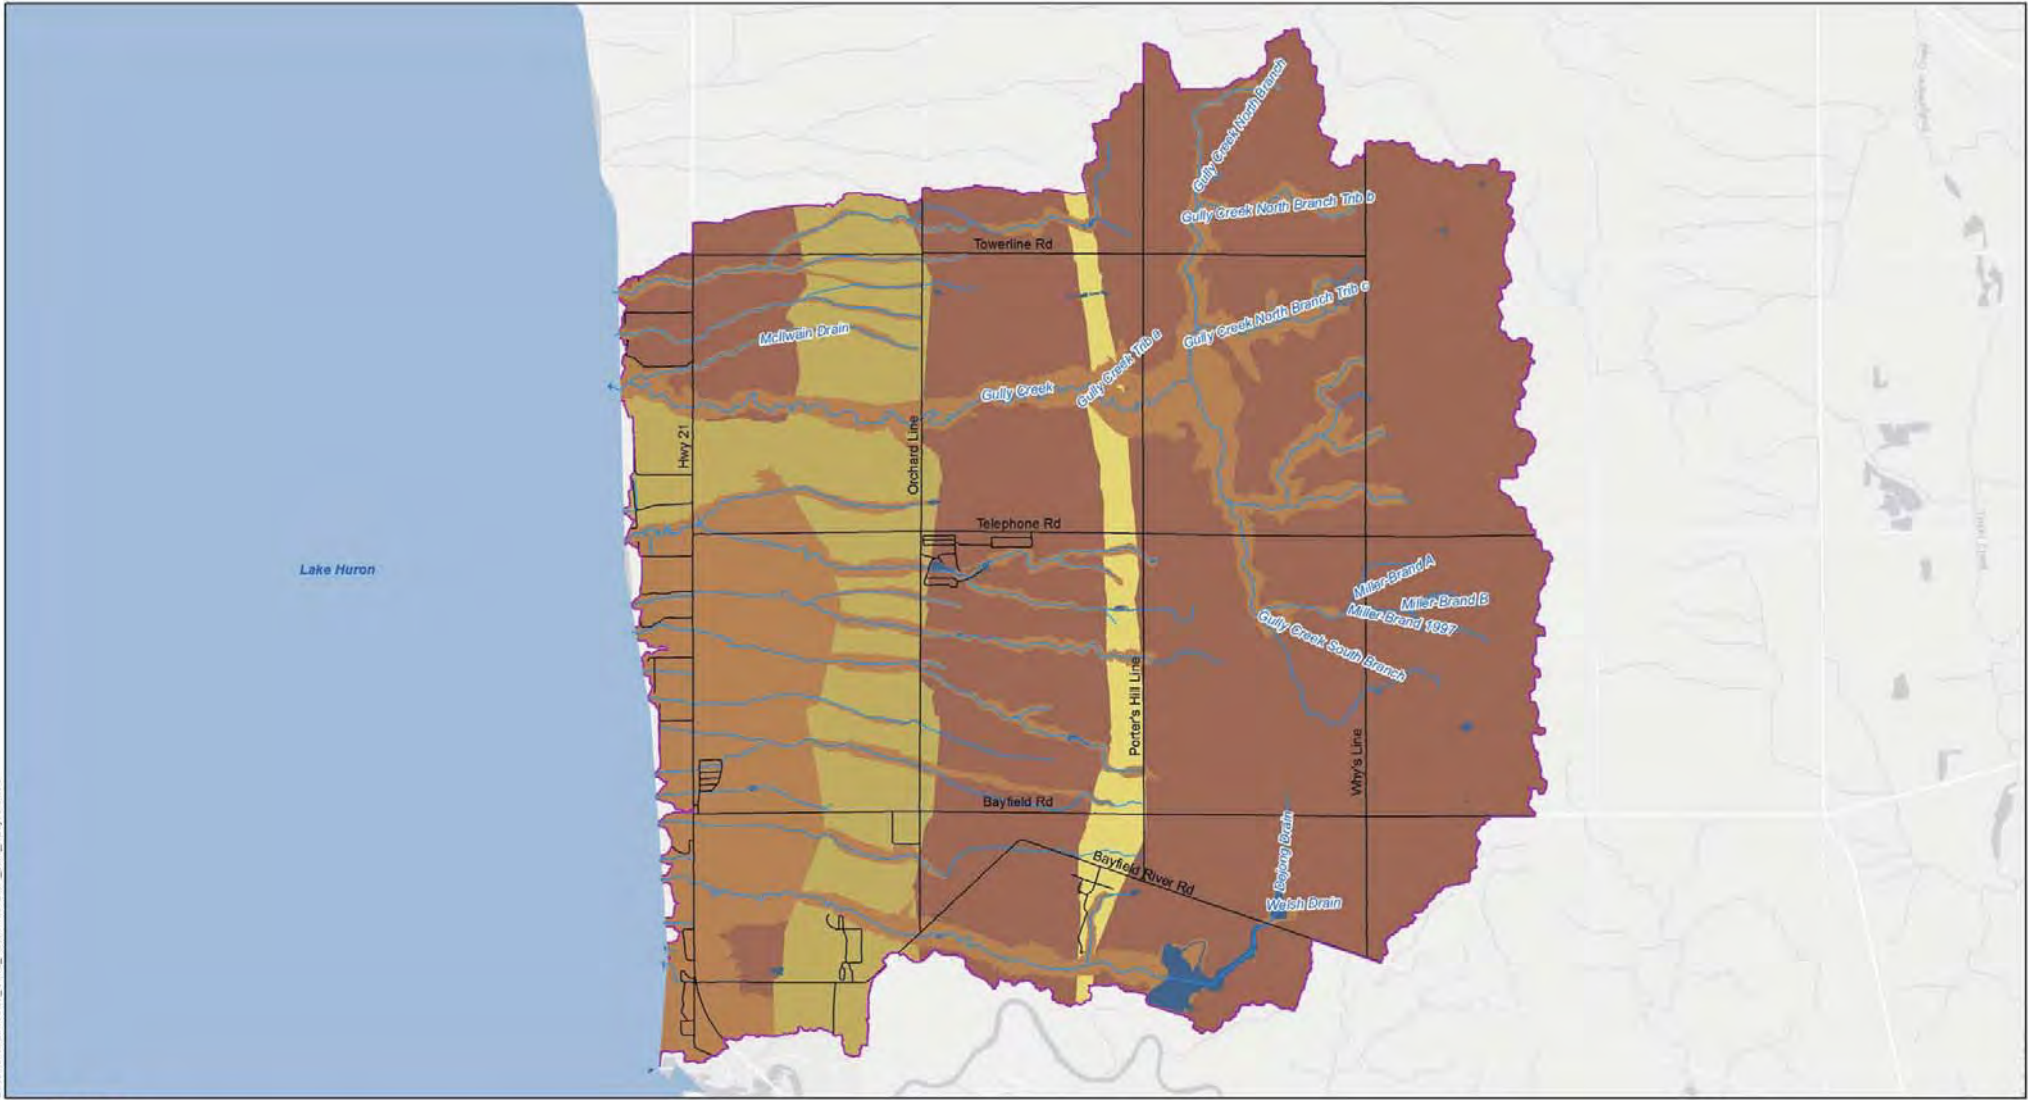 Gully Creek North Branch
Gully Creek North Branch Trib b
Towerline Rd
Gully Creek North Branch Trib c
McIlwain Drain
Gully Creek Trib a
Gully Creek
Hwy 21
Orchard Line
Telephone Rd
Lake Huron
Miller-Brand A
Miller-Brand B
Miller-Brand 1997
Gully Creek South Branch
Porter's Hill Line
Why's Line
Bayfield Rd
Bayfield River Rd
Drain
Welsh Drain